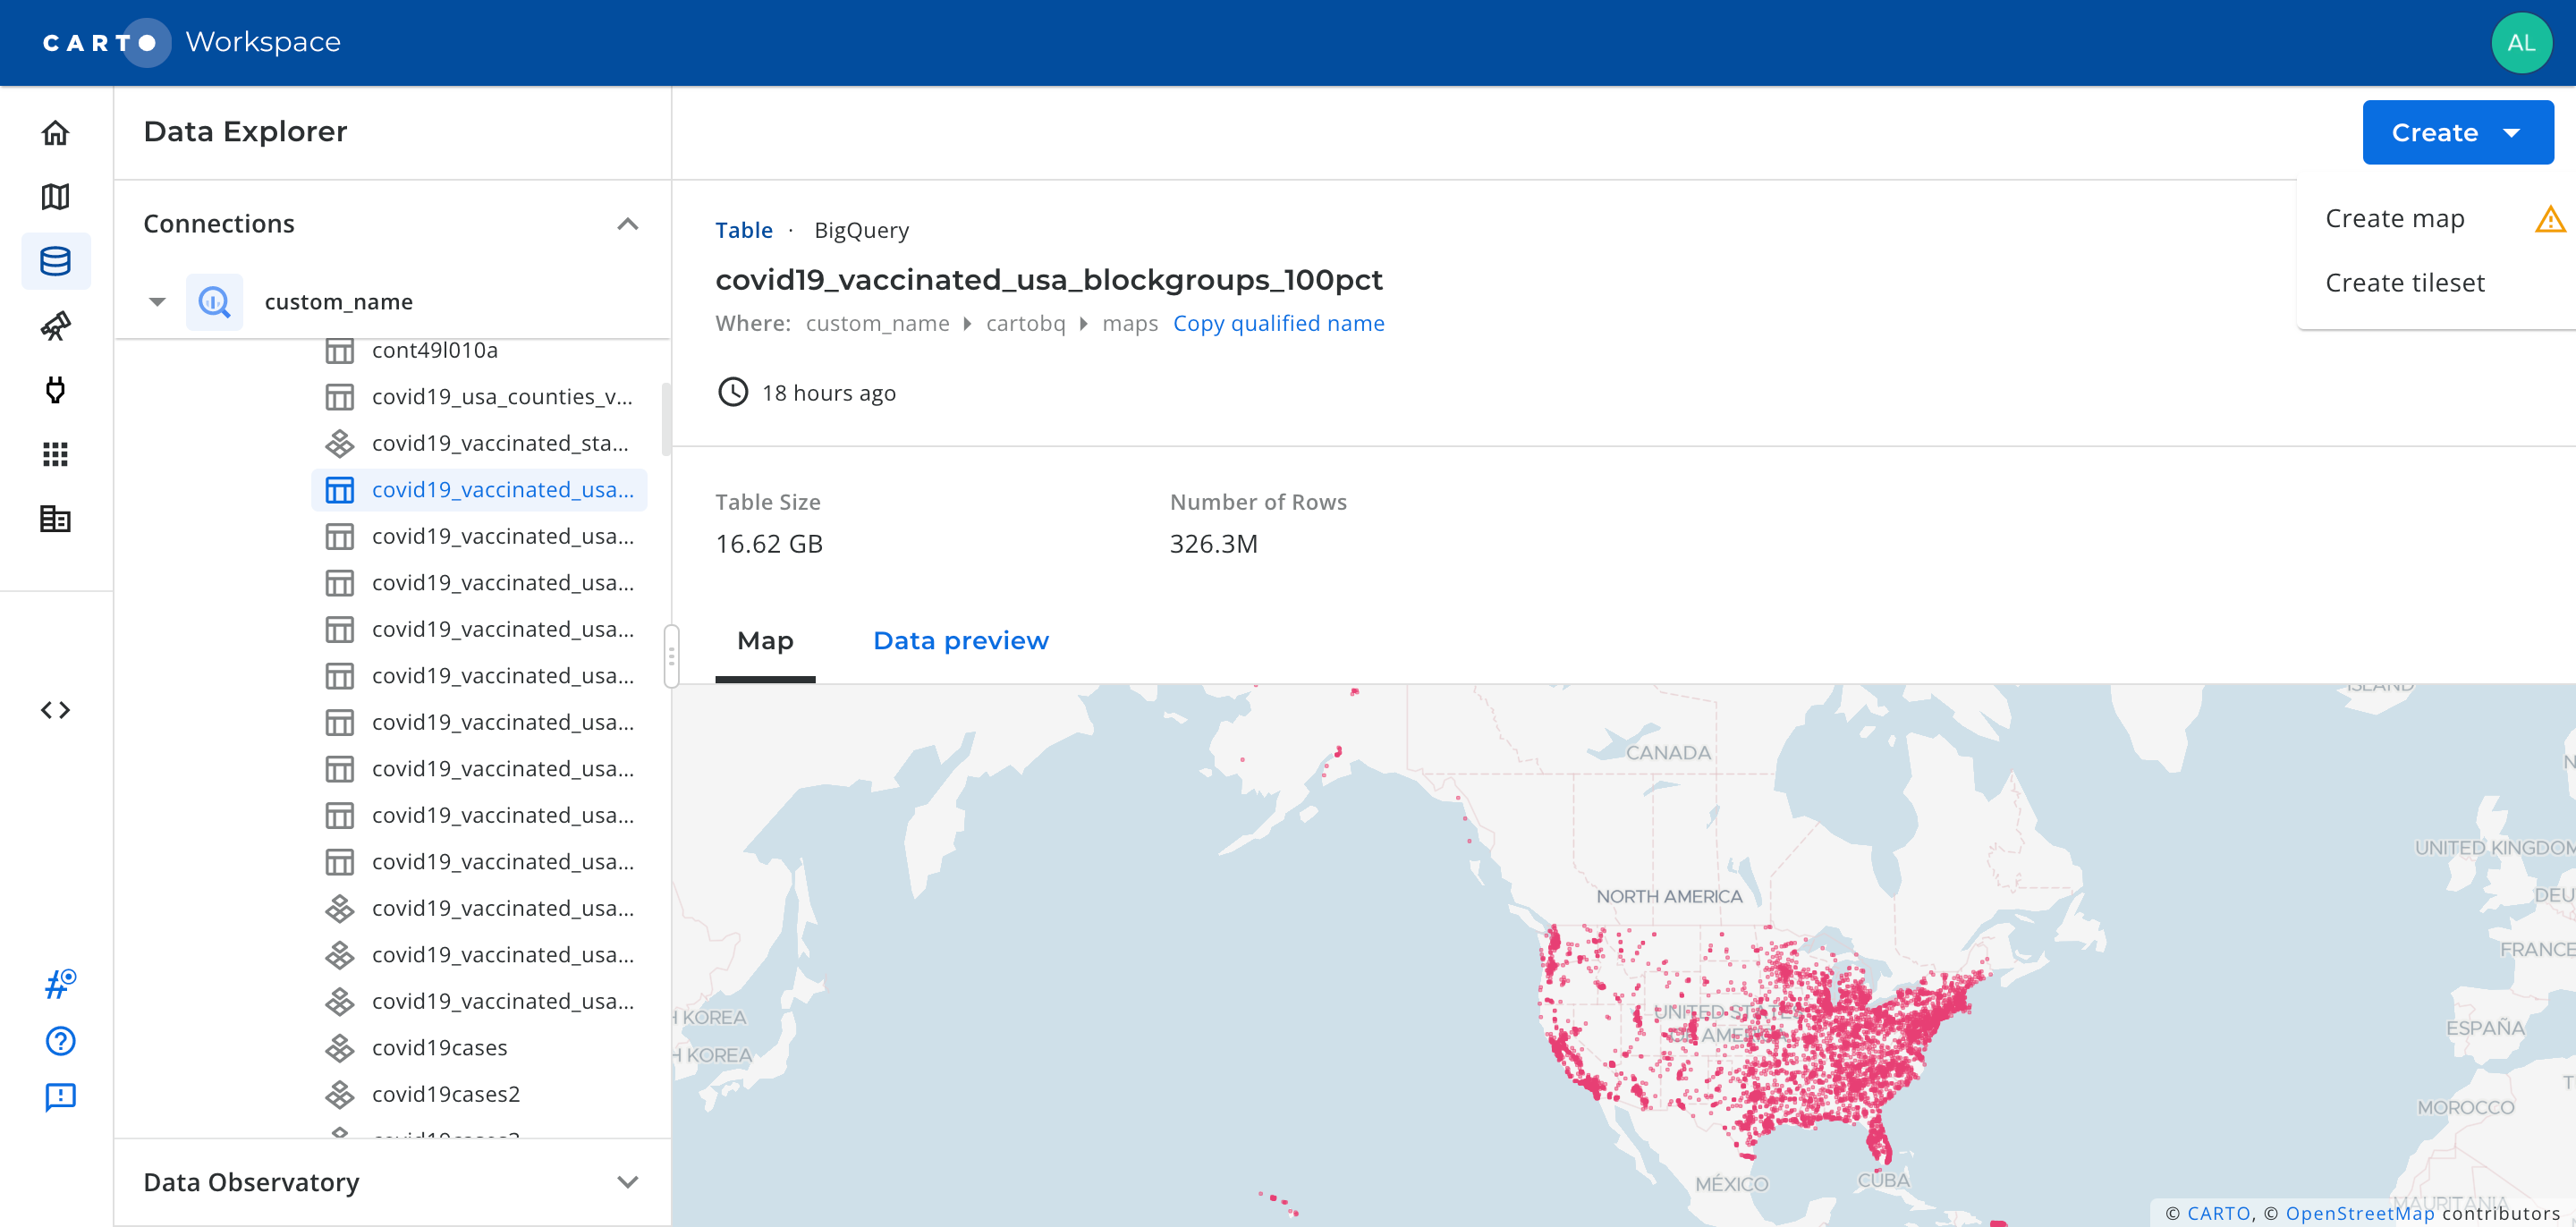 CARTO Workspace
AL
Data Explorer
Create
Connections
Create map
Create tileset
custom_name
cont49l010a
covid19_usa_counties_v...
covid19_vaccinated_sta...
covid19_vaccinated_usa...
covid19_vaccinated_usa...
covid19_vaccinated_usa...
covid19_vaccinated_usa...
covid19_vaccinated_usa...
covid19_vaccinated_usa...
covid19_vaccinated_usa...
covid19_vaccinated_usa...
covid19_vaccinated_usa...
covid19_vaccinated_usa...
covid19_vaccinated_usa...
covid19_vaccinated_usa...
covid19cases
covid19cases2
Data Observatory
Table · BigQuery
covid19_vaccinated_usa_blockgroups_100pct
Where: custom_name cartobq maps Copy qualified name
18 hours ago
Table Size
16.62 GB
Number of Rows
326.3M
Map
Data preview
ISLAND
CANADA
UNITED KINGDOM
NORTH AMERICA
DEU
FRANCE
UNITED STATES
OF AMERICA
H KOREA
ESPAÑA
H KOREA
MOROCCO
MÉXICO
CUBA
MAURITANIA
© CARTO, © OpenStreetMap contributors